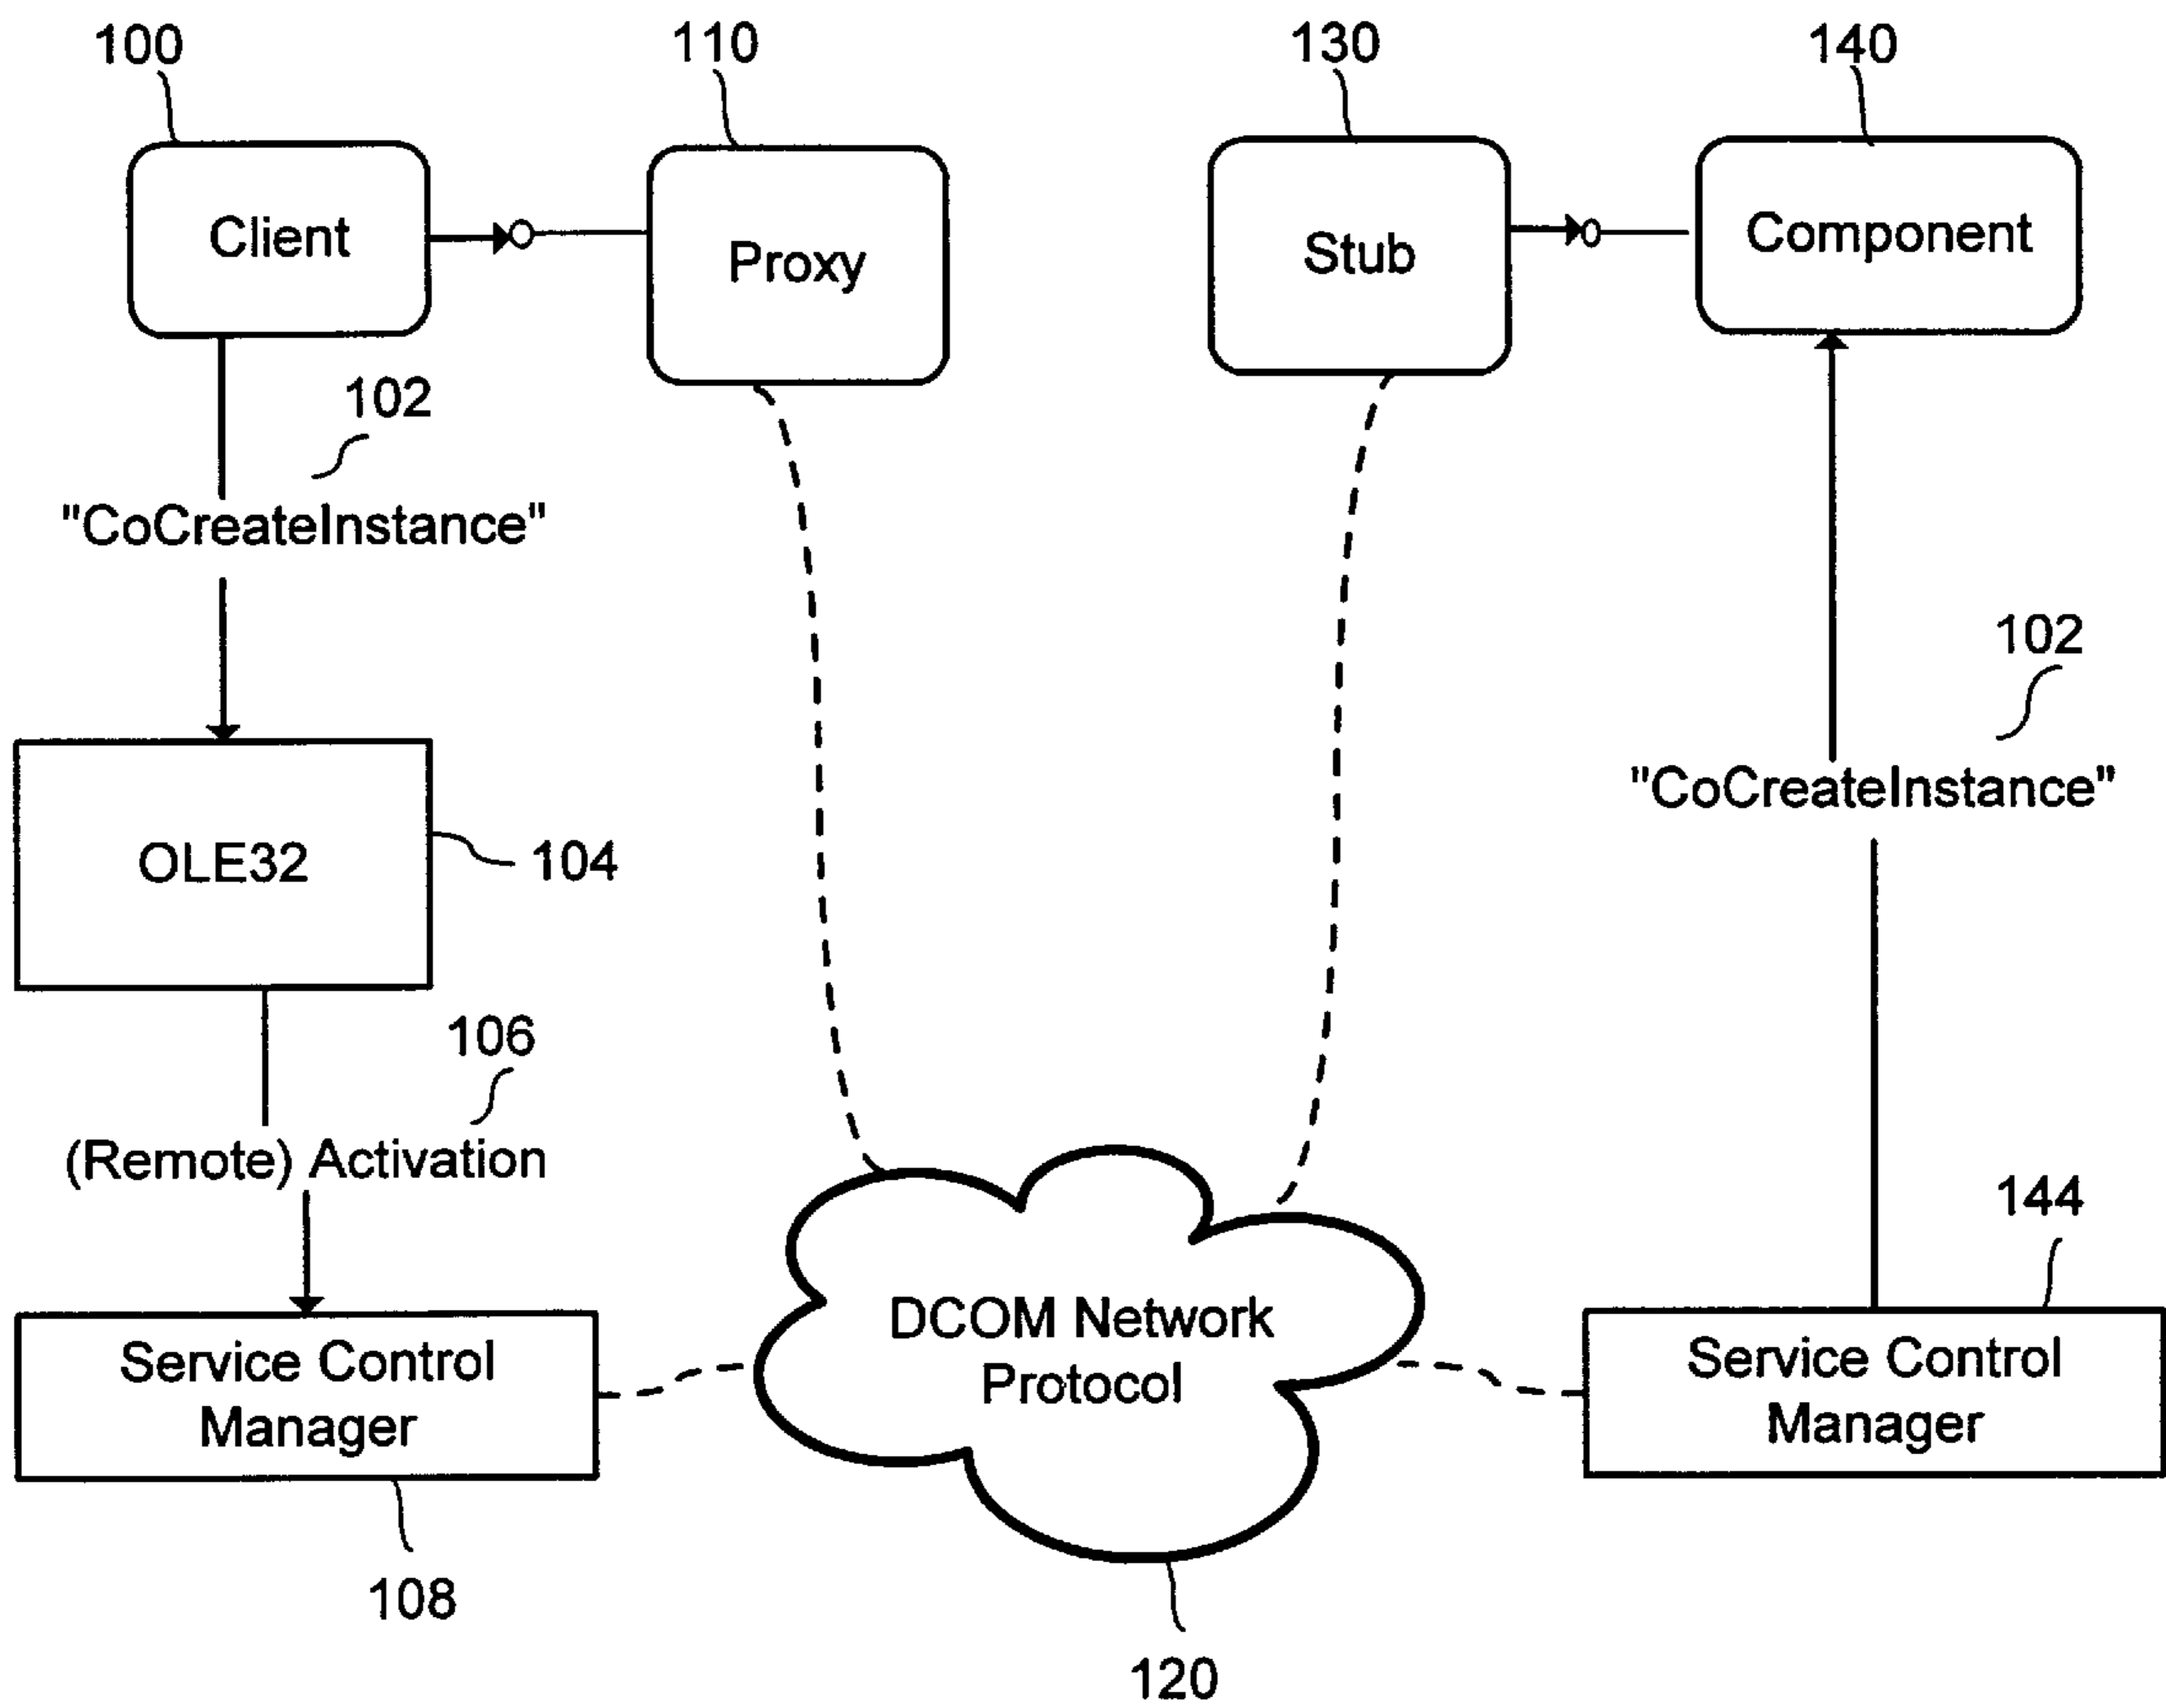 100
110
130
140
Client
Proxy
Stub
Component
102
"CoCreateInstance"
102
"CoCreateInstance"
OLE32
104
106
(Remote) Activation
144
DCOM Network
Protocol
Service Control
Manager
Service Control
Manager
108
120